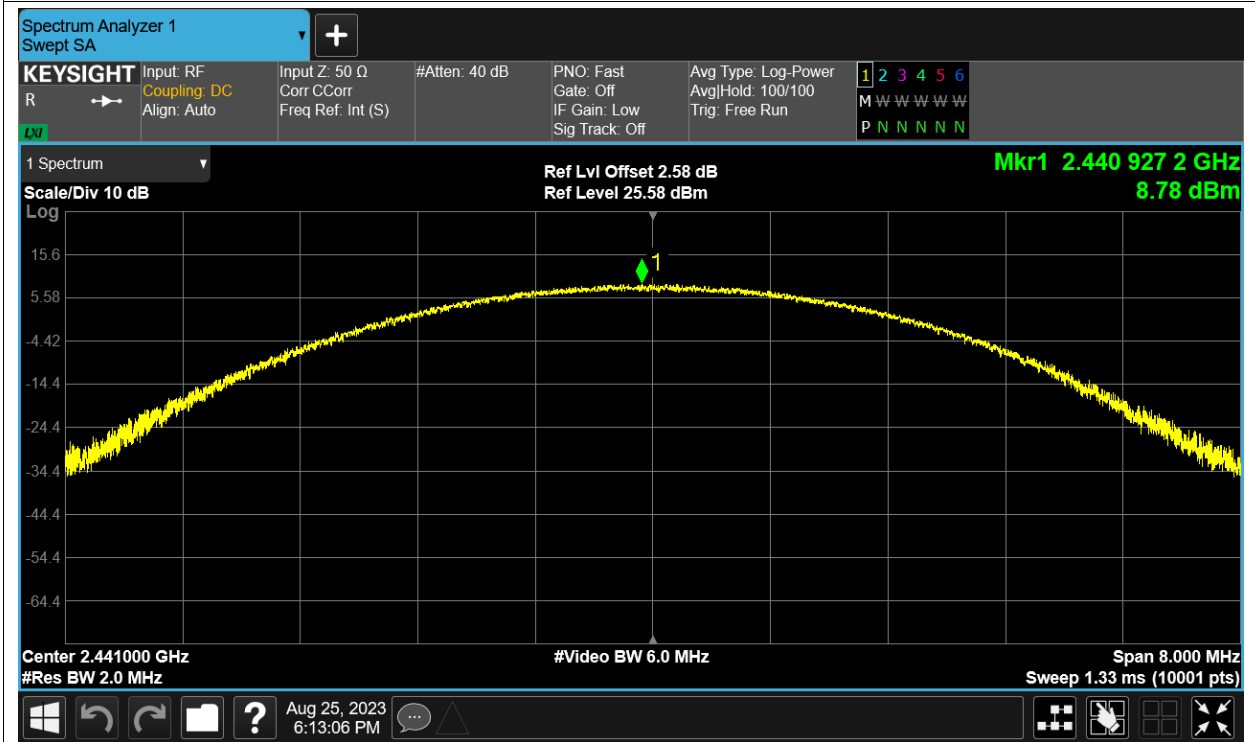 Spectrum Analyzer 1
Swept SA
KEYSIGHT
R
LXI
Input: RF
Coupling: DC
Align: Auto
Input Z: 50 Ω
Corr CCorr
Freq Ref: Int (S)
#Atten: 40 dB
PNO: Fast
Gate: Off
IF Gain: Low
Sig Track: Off
Avg Type: Log-Power
Avg|Hold: 100/100
Trig: Free Run
1 2 3 4 5 6
M W W W W W
P N N N N N
1 Spectrum
Scale/Div 10 dB
Log
Ref Lvl Offset 2.58 dB
Ref Level 25.58 dBm
Mkr1 2.440 927 2 GHz
8.78 dBm
1
15.6
5.58
-4.42
-14.4
-24.4
-34.4
-44.4
-54.4
-64.4
Center 2.441000 GHz
#Video BW 6.0 MHz
Span 8.000 MHz
#Res BW 2.0 MHz
Sweep 1.33 ms (10001 pts)
?
Aug 25, 2023
6:13:06 PM